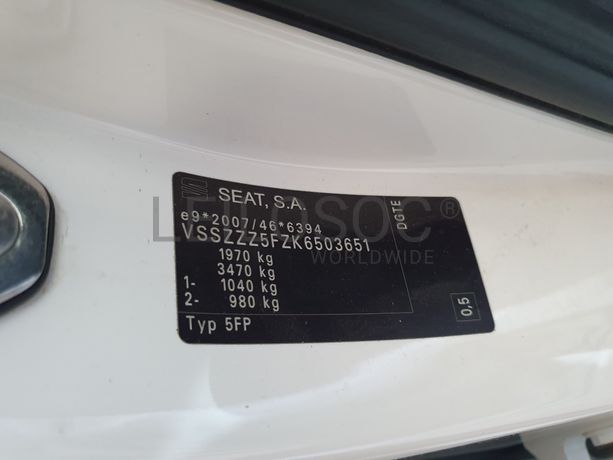 SEAT, S.A.
e9*2007/46*6394
VSSZZZ5FZK6503651
1970 kg
3470 kg
1- 1040 kg
2- 980 kg
Typ 5FP
DGTE
0,5
LEILOSOC®
WORLDWIDE